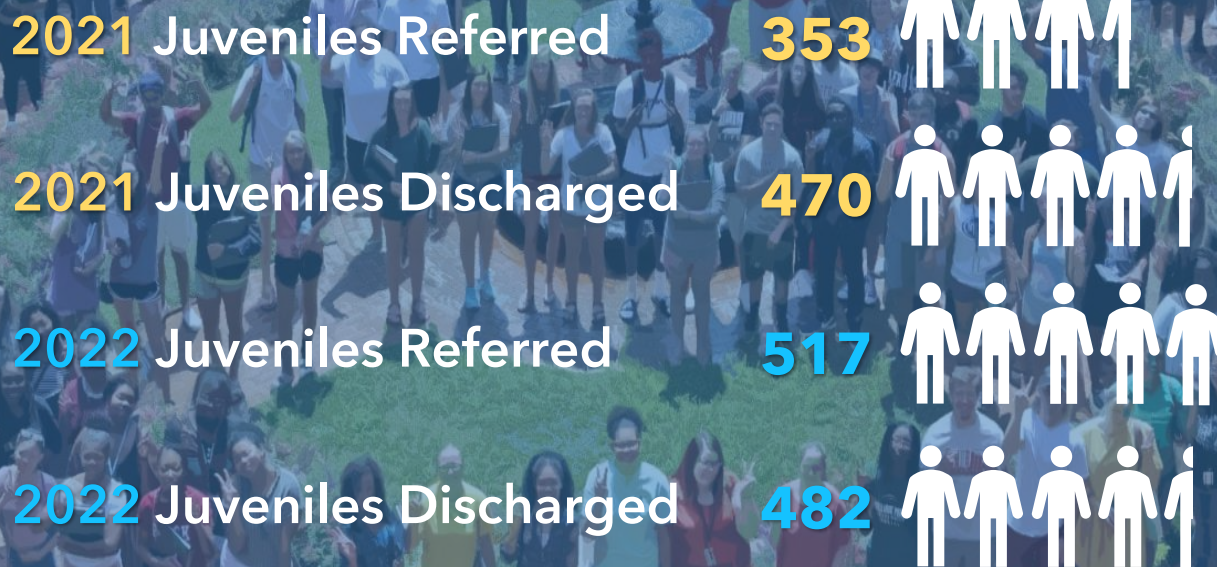 2021 Juveniles Referred 353
2021 Juveniles Discharged 470
2022 Juveniles Referred 517
2022 Juveniles Discharged 482